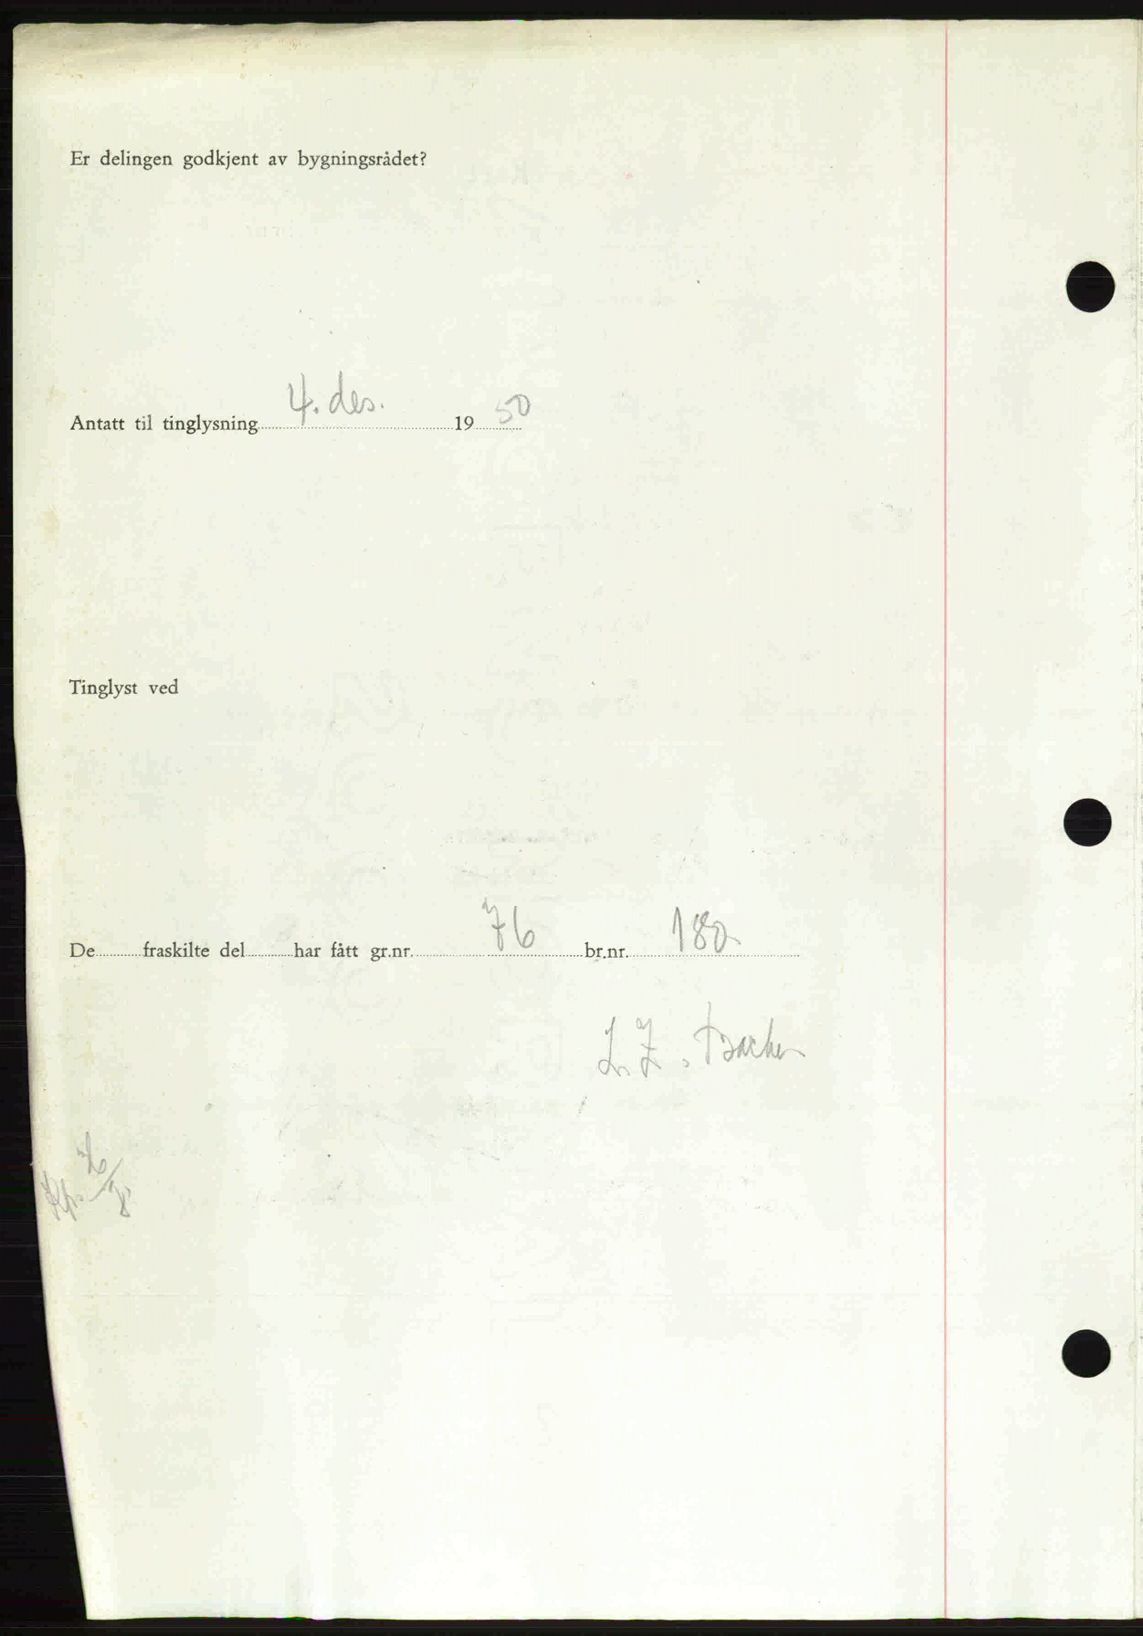 Er delingen godkjent av bygningsrådet?
Antatt til tinglysning 4. des. 1950
Tinglyst ved
De fraskilte del har fått gr.nr. 76 br.nr. 180